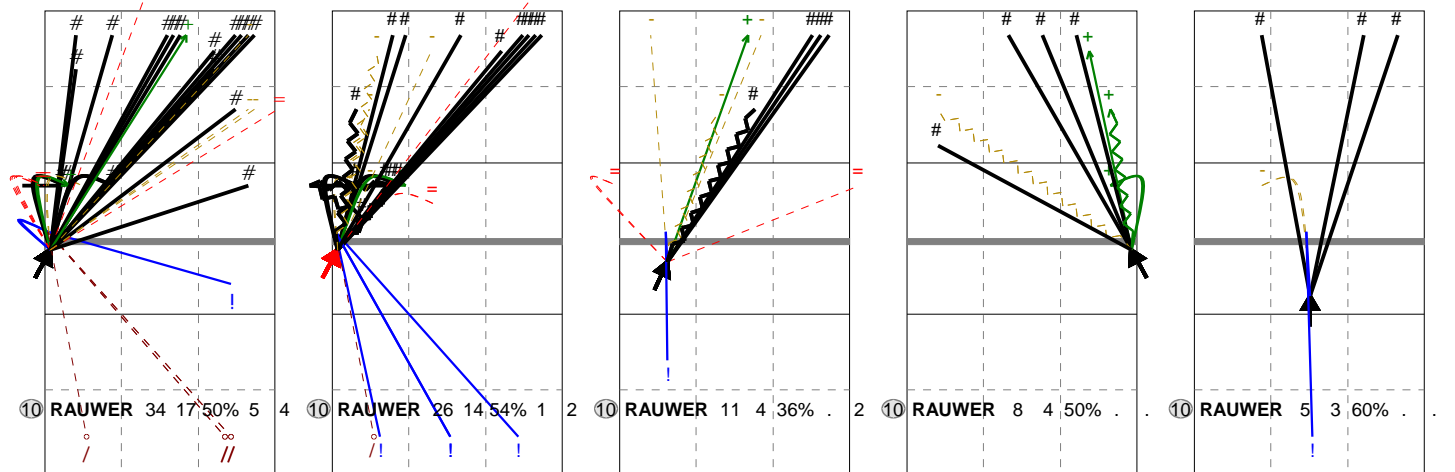 10 RAUWER 34 17 50% 5 4
10 RAUWER 26 14 54% 1 2
10 RAUWER 11 4 36% . 2
10 RAUWER 8 4 50% . .
10 RAUWER 5 3 60% . .